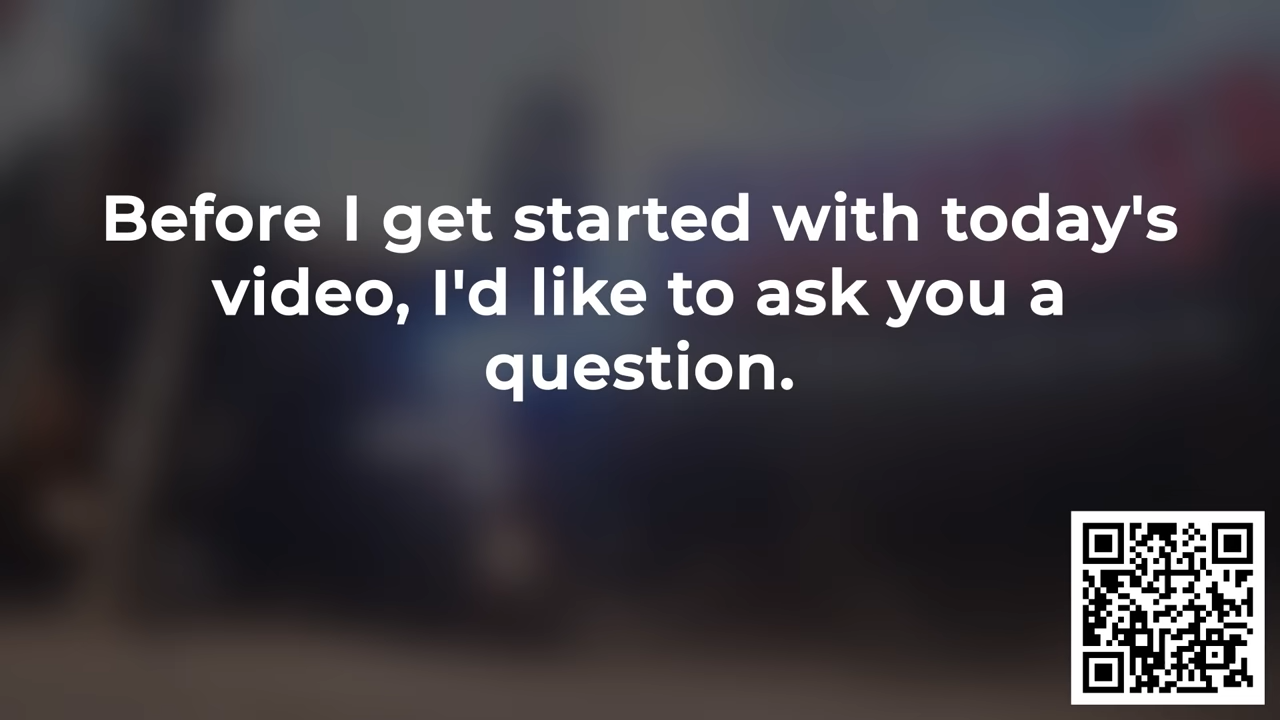 Before I get started with today's
video, I'd like to ask you a
question.